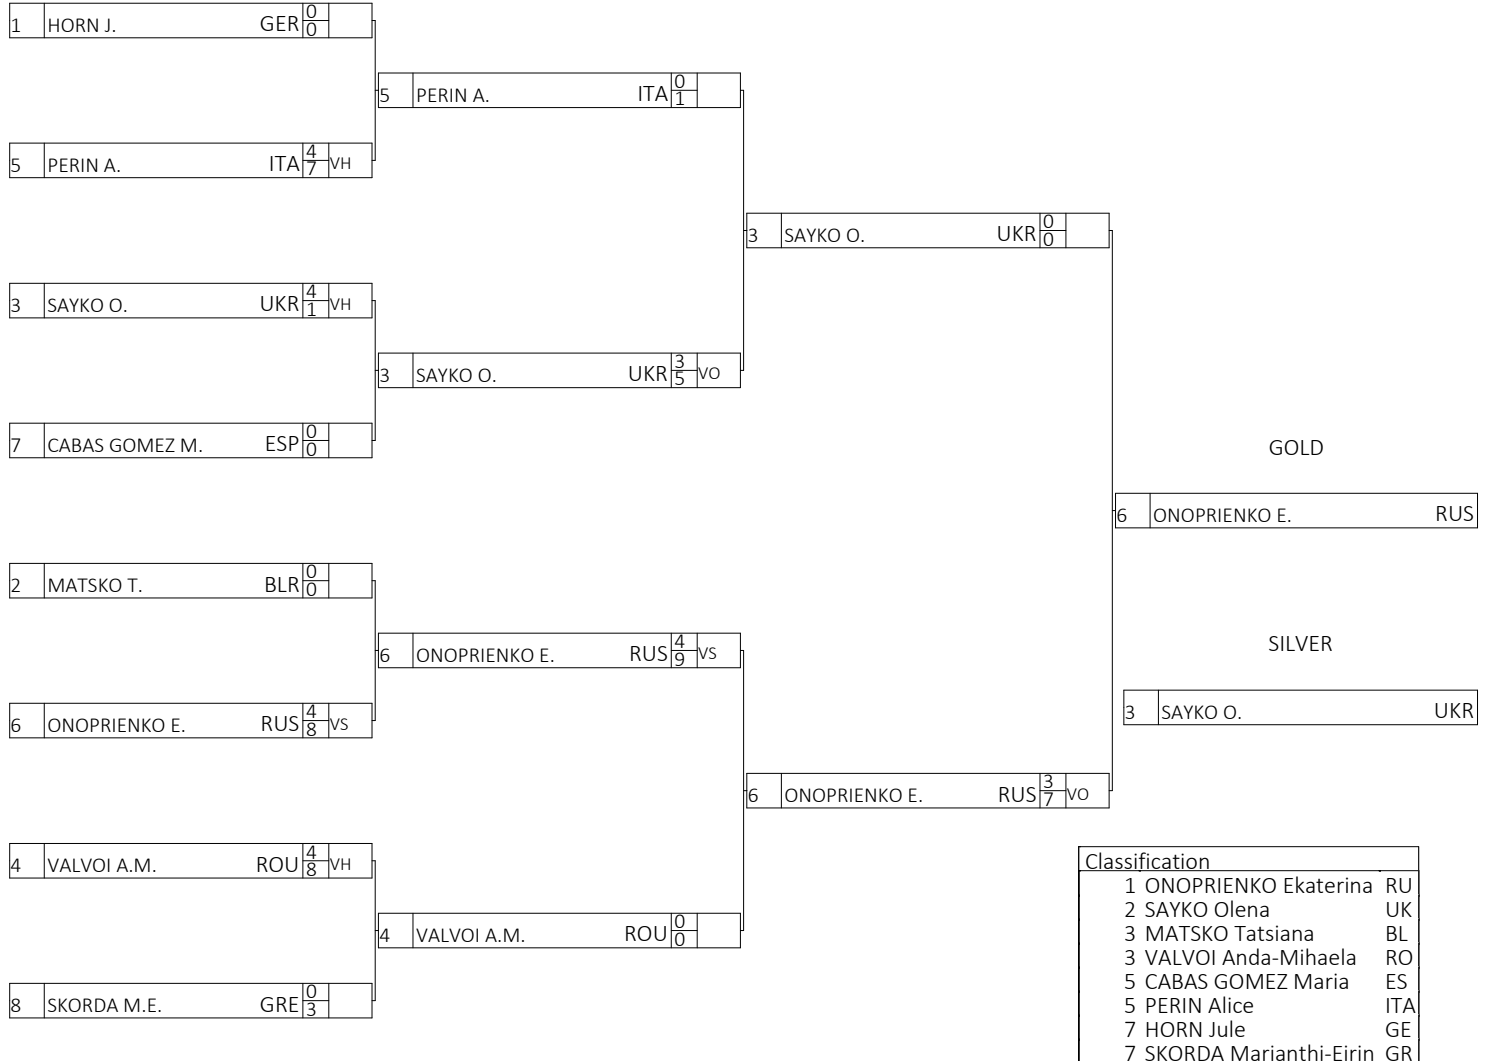 1 HORN J. GER 0 0
5 PERIN A. ITA 0 1
5 PERIN A. ITA 4 7 VH
3 SAYKO O. UKR 0 0
3 SAYKO O. UKR 4 1 VH
3 SAYKO O. UKR 3 5 VO
7 CABAS GOMEZ M. ESP 0 0
GOLD
6 ONOPRIENKO E. RUS
2 MATSKO T. BLR 0 0
6 ONOPRIENKO E. RUS 4 9 VS
SILVER
3 SAYKO O. UKR
6 ONOPRIENKO E. RUS 4 8 VS
6 ONOPRIENKO E. RUS 3 7 VO
4 VALVOI A.M. ROU 4 8 VH
4 VALVOI A.M. ROU 0 0
8 SKORDA M.E. GRE 0 3
Classification
1 ONOPRIENKO Ekaterina RU
2 SAYKO Olena UK
3 MATSKO Tatsiana BL
3 VALVOI Anda-Mihaela RO
5 CABAS GOMEZ Maria ES
5 PERIN Alice ITA
7 HORN Jule GE
7 SKORDA Marianthi-Eirin GR